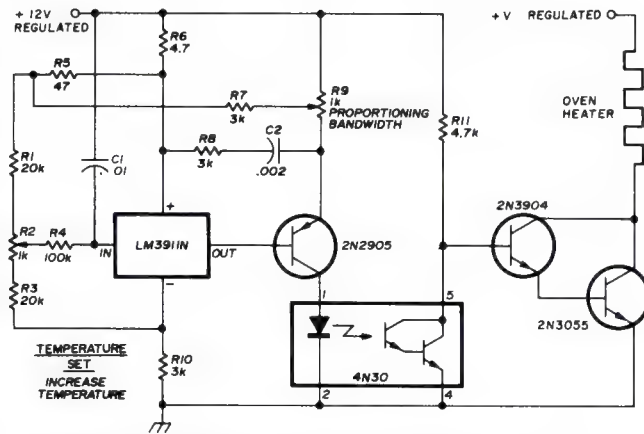 + 12V
REGULATED
+V REGULATED
R6
4.7
R5
47
R7
3k
R9
1k
PROPORTIONING
BANDWIDTH
R11
4.7k
OVEN
HEATER
R8
3k
C2
.002
C1
.01
R1
20k
R2
1k
R4
100k
IN
LM3911N
OUT
+
−
2N2905
2N3904
2N3055
R3
20k
1
5
4N30
2
4
R10
3k
TEMPERATURE
SET
INCREASE
TEMPERATURE